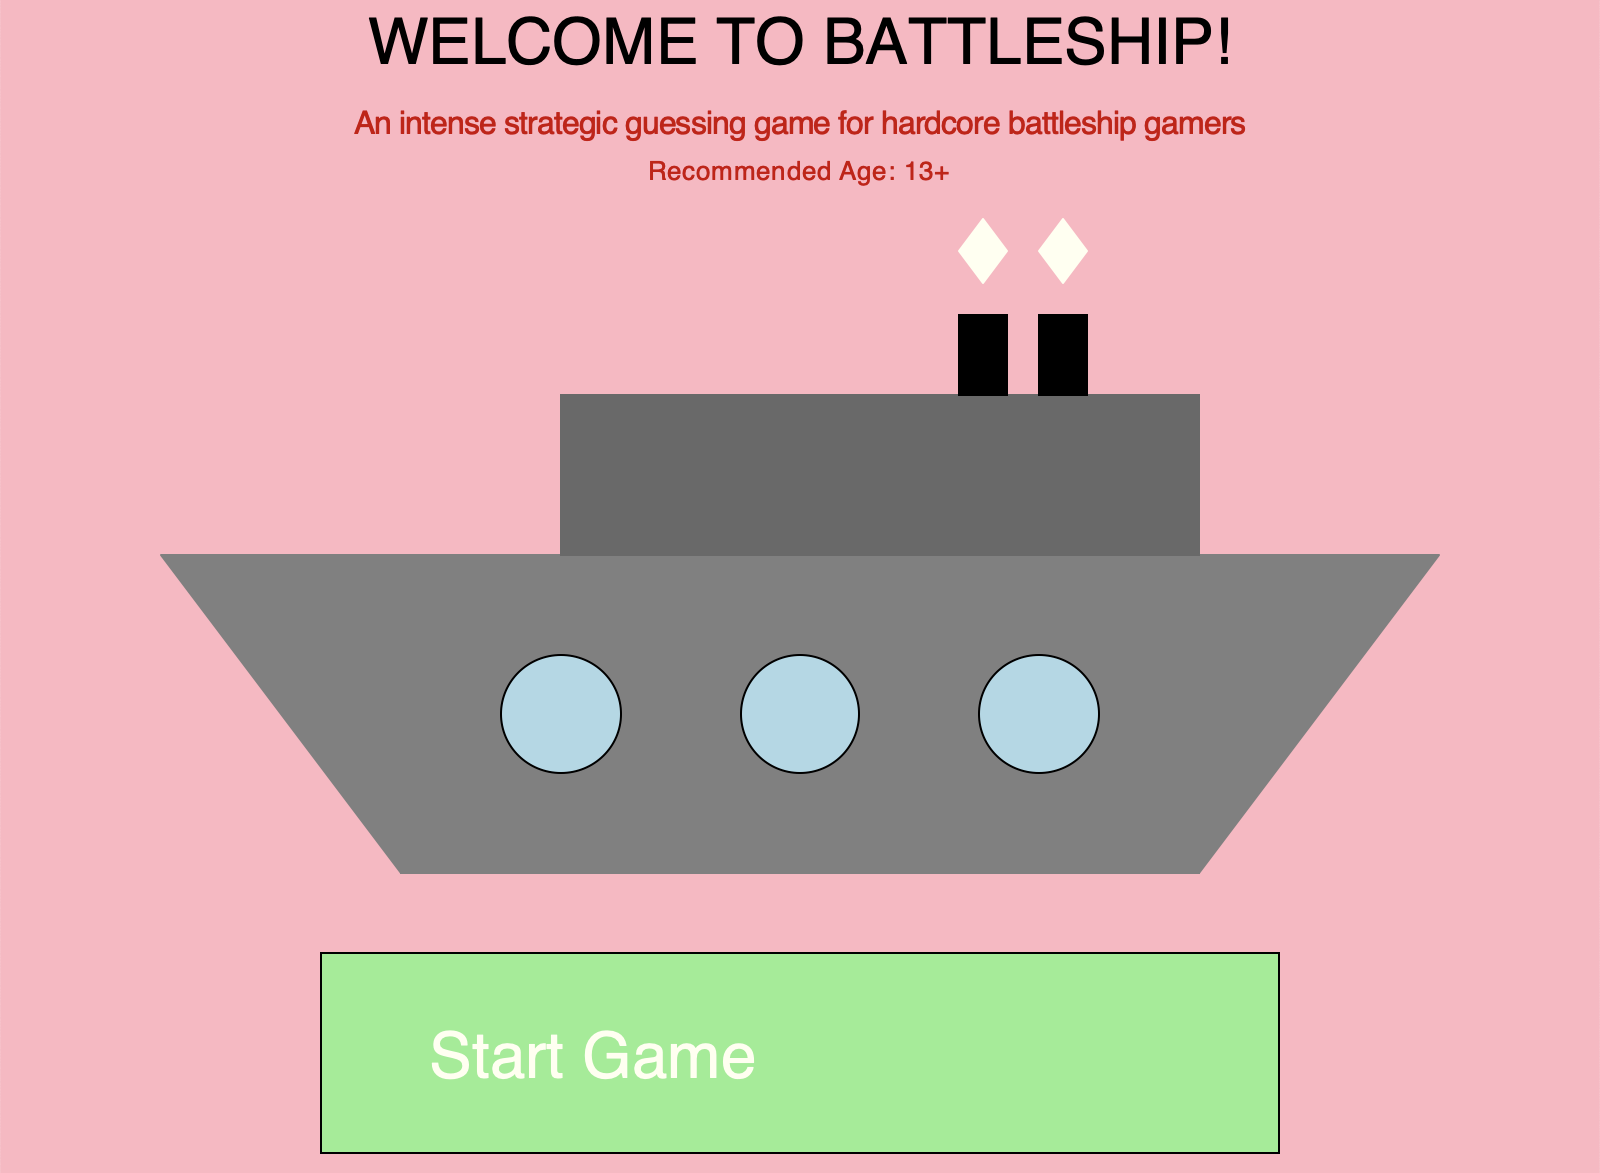 WELCOME TO BATTLESHIP!
An intense strategic guessing game for hardcore battleship gamers
Recommended Age: 13+
Start Game